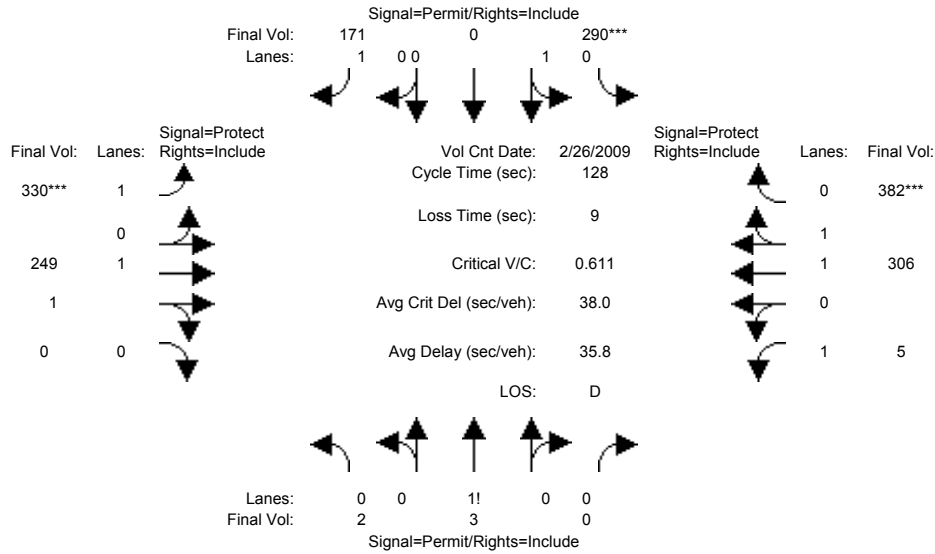 Signal=Permit/Rights=Include
Final Vol: 171 0 290***
Lanes: 1 0 0 1 0
Signal=Protect Signal=Protect
Final Vol: Lanes: Rights=Include Vol Cnt Date: 2/26/2009 Rights=Include Lanes: Final Vol:
Cycle Time (sec): 128
330*** 1 0 382***
Loss Time (sec): 9
0 1
249 1 Critical V/C: 0.611 1 306
1 Avg Crit Del (sec/veh): 38.0 0
0 0 Avg Delay (sec/veh): 35.8 1 5
LOS: D
Lanes: 0 0 1! 0 0
Final Vol: 2 3 0
Signal=Permit/Rights=Include